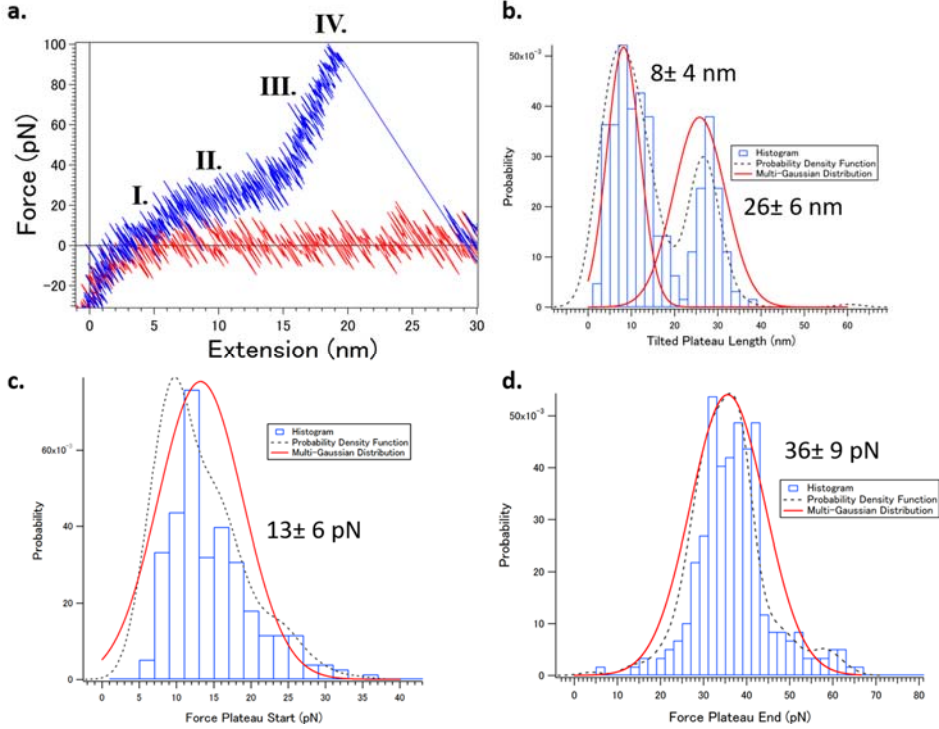 a.
IV.
III.
II.
I.
100
80
60
40
20
0
−20
Force (pN)
0 5 10 15 20 25 30
Extension (nm)
b.
50x10⁻³
40
30
20
10
0
Probability
8± 4 nm
Histogram
Probability Density Function
Multi-Gaussian Distribution
26± 6 nm
0 10 20 30 40 50 60
Tilted Plateau Length (nm)
c.
60x10⁻³
40
20
0
Probability
Histogram
Probability Density Function
Multi-Gaussian Distribution
13± 6 pN
0 5 10 15 20 25 30 35 40
Force Plateau Start (pN)
d.
50x10⁻³
40
30
20
10
0
Probability
36± 9 pN
Histogram
Probability Density Function
Multi-Gaussian Distribution
0 10 20 30 40 50 60 70 80
Force Plateau End (pN)